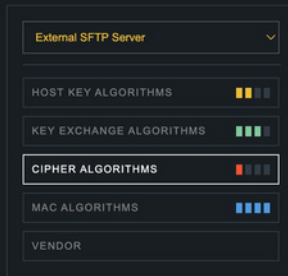 External SFTP Server
HOST KEY ALGORITHMS
KEY EXCHANGE ALGORITHMS
CIPHER ALGORITHMS
MAC ALGORITHMS
VENDOR